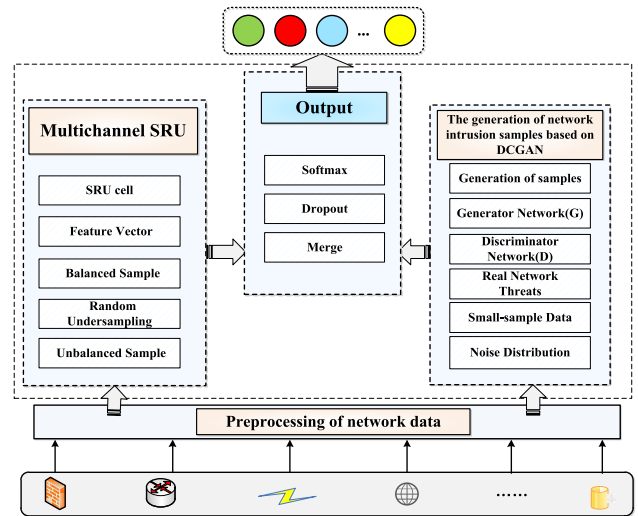 ...
Output
Softmax
Dropout
Merge
Multichannel SRU
SRU cell
Feature Vector
Balanced Sample
Random
Undersampling
Unbalanced Sample
The generation of network
intrusion samples based on
DCGAN
Generation of samples
Generator Network(G)
Discriminator
Network(D)
Real Network
Threats
Small-sample Data
Noise Distribution
Preprocessing of network data
......